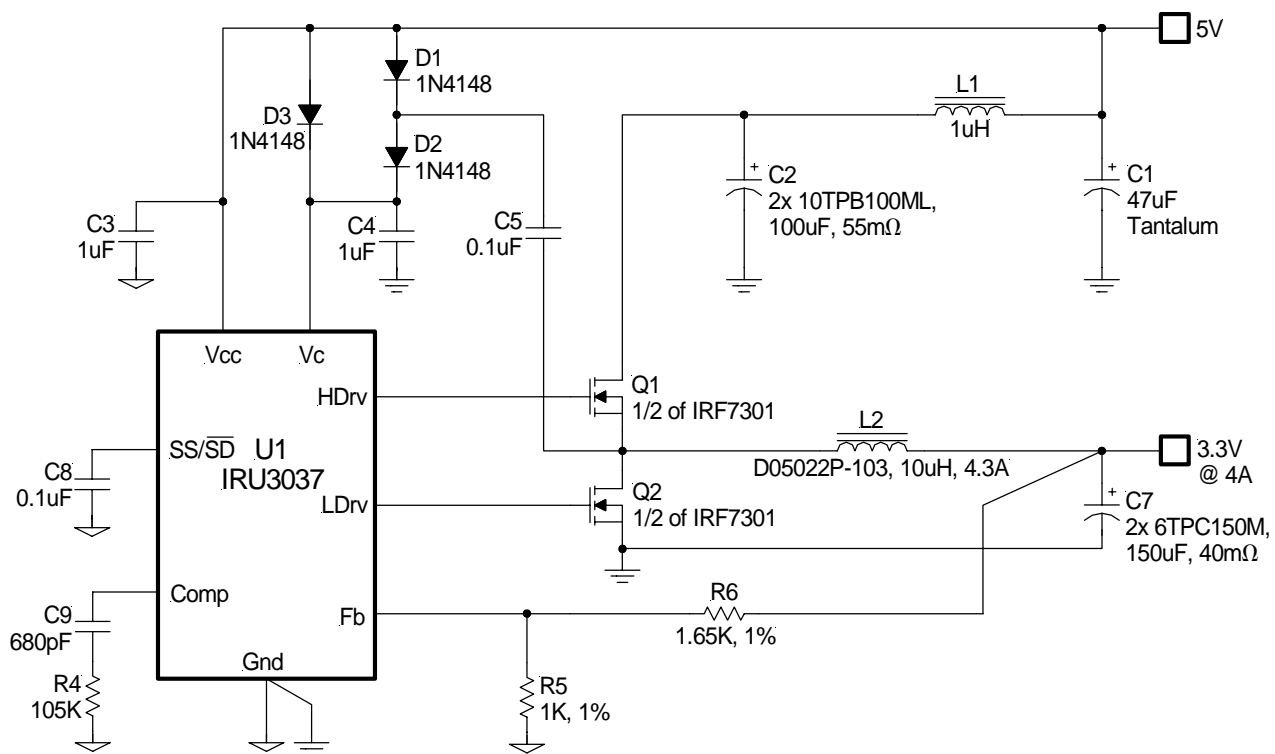 5V
D1
1N4148
L1
1uH
D3
1N4148
D2
1N4148
C2
2x 10TPB100ML,
100uF, 55mΩ
C1
47uF
Tantalum
C3
1uF
C4
1uF
C5
0.1uF
Vcc
Vc
HDrv
Q1
1/2 of IRF7301
SS/SD
U1
IRU3037
L2
D05022P-103, 10uH, 4.3A
3.3V
@ 4A
C8
0.1uF
LDrv
Q2
1/2 of IRF7301
C7
2x 6TPC150M,
150uF, 40mΩ
Comp
C9
680pF
Fb
R6
1.65K, 1%
Gnd
R4
105K
R5
1K, 1%